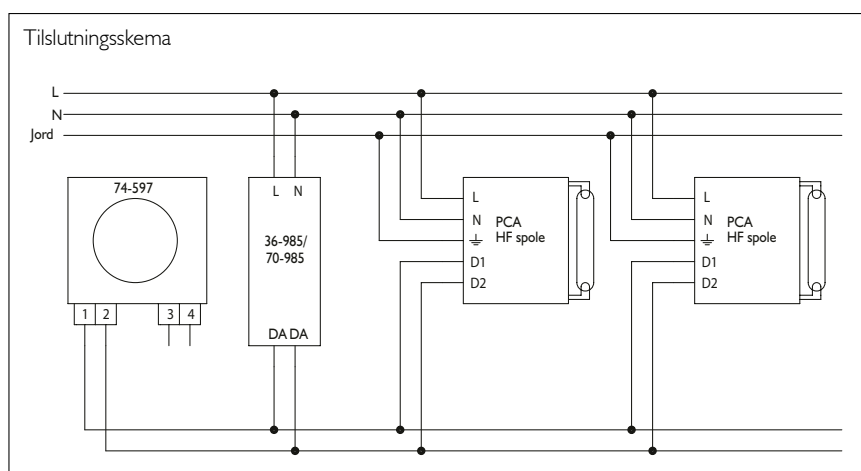 Tilslutningsskema
L
N
Jord
74-597
1 2 3 4
L N
36-985/
70-985
DA DA
L
N
PCA
HF spole
D1
D2
L
N
PCA
HF spole
D1
D2